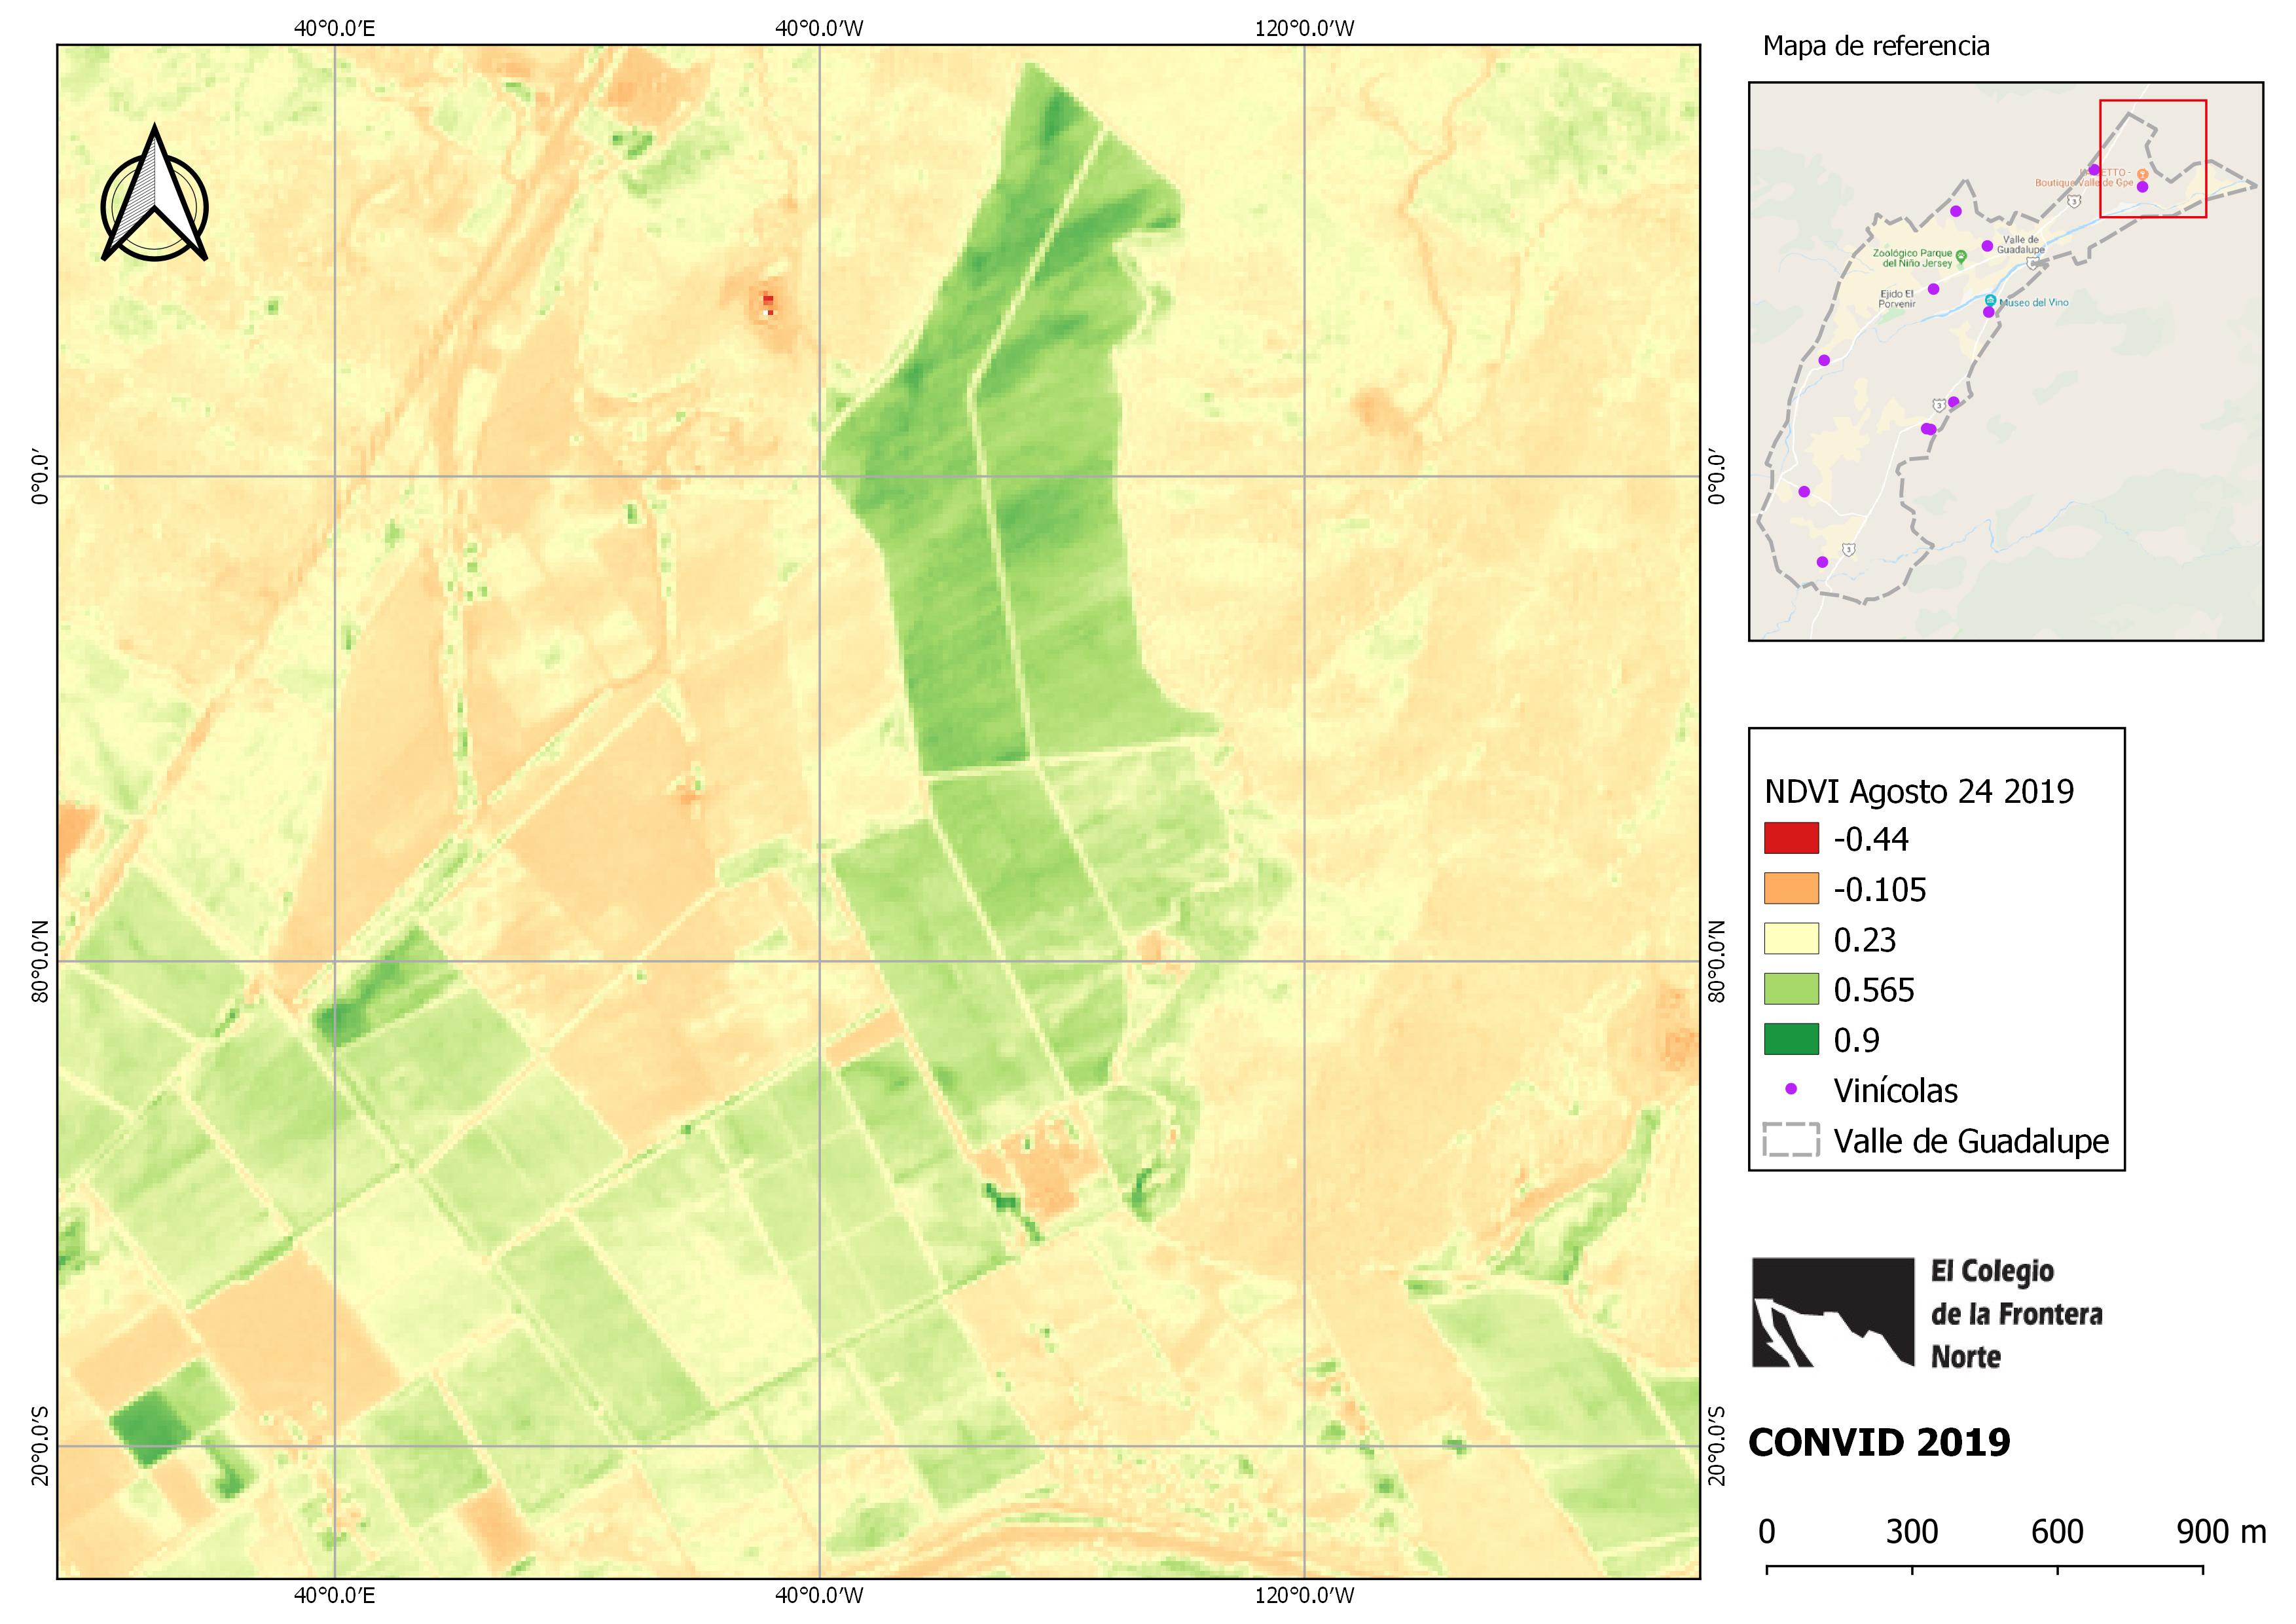 40°0.0'E
40°0.0'W
120°0.0'W
0°0.0'
80°0.0'N
20°0.0'S
0°0.0'
80°0.0'N
20°0.0'S
40°0.0'E
40°0.0'W
120°0.0'W
Mapa de referencia
ETTO -
Boutique Valle de Gpe
3
Valle de
Guadalupe
Zoológico Parque
del Niño Jersey
Ejido El
Porvenir
Museo del Vino
3
3
NDVI Agosto 24 2019
-0.44
-0.105
0.23
0.565
0.9
Vinícolas
Valle de Guadalupe
El Colegio
de la Frontera
Norte
CONVID 2019
0 300 600 900 m